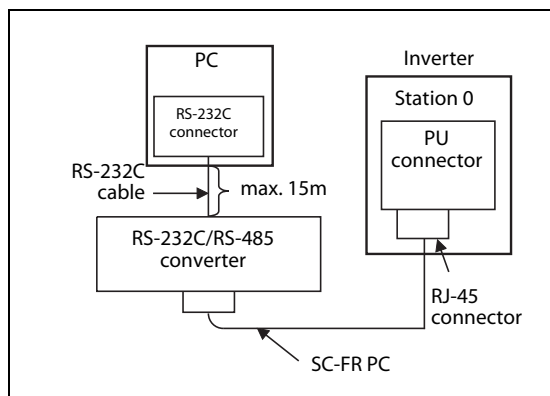 PC
RS-232C
connector
RS-232C
cable
max. 15m
RS-232C/RS-485
converter
Inverter
Station 0
PU
connector
RJ-45
connector
SC-FR PC